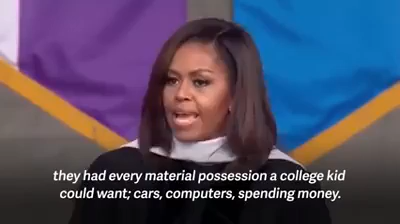 they had every material possession a college kid
could want; cars, computers, spending money.